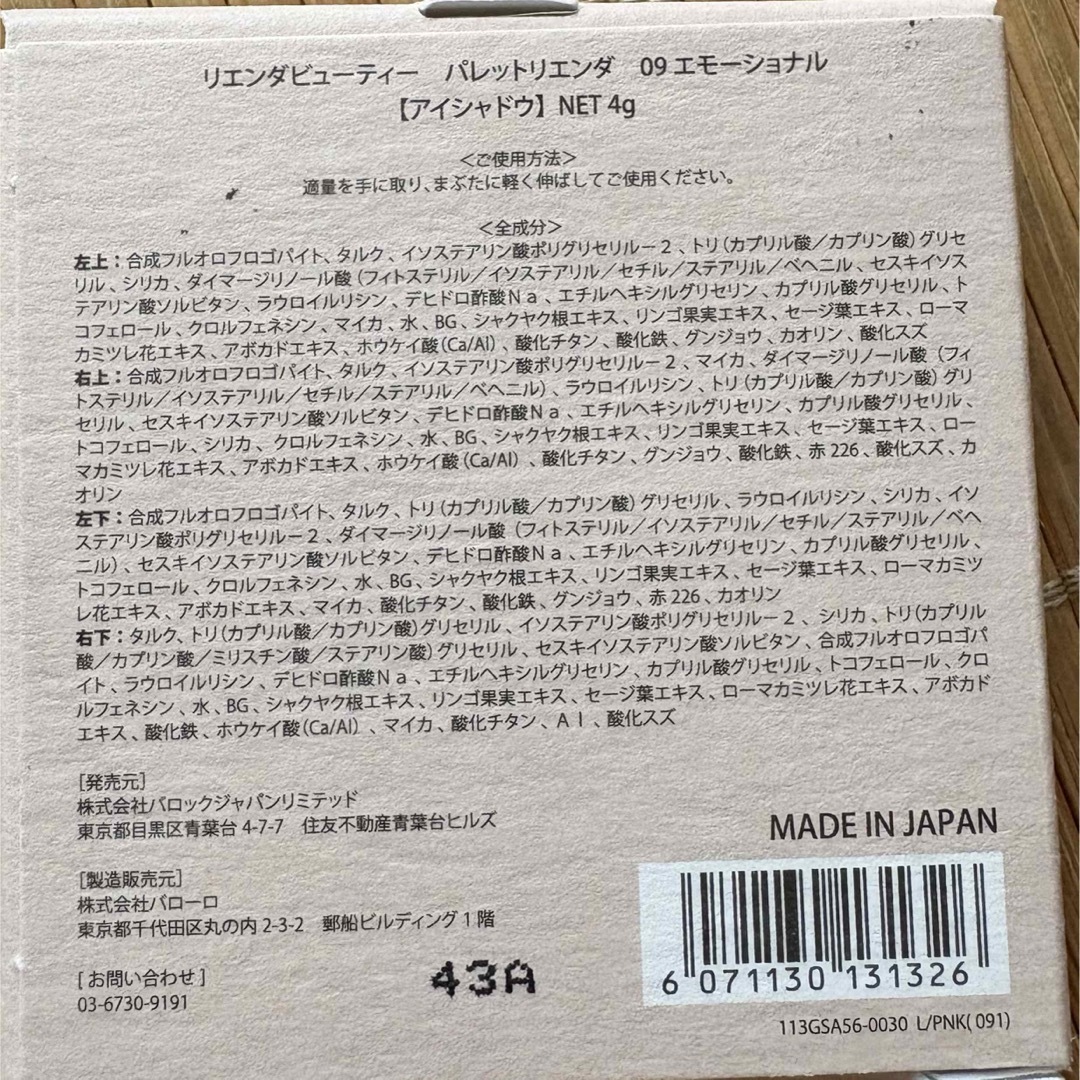 リエンダビューティー　パレットリエンダ　09 エモーショナル
【アイシャドウ】NET 4g
＜ご使用方法＞
適量を手に取り、まぶたに軽く伸ばしてご使用ください。
＜全成分＞
左上：合成フルオロフロゴパイト、タルク、イソステアリン酸ポリグリセリルー２、トリ（カプリル酸／カプリン酸）グリセ
リル、シリカ、ダイマージリノール酸（フィトステリル／イソステアリル／セチル／ステアリル／ベヘニル、セスキイソス
テアリン酸ソルビタン、ラウロイルリシン、デヒドロ酢酸Ｎａ、エチルヘキシルグリセリン、カプリル酸グリセリル、ト
コフェロール、クロルフェネシン、マイカ、水、BG、シャクヤク根エキス、リンゴ果実エキス、セージ葉エキス、ローマ
カミツレ花エキス、アボカドエキス、ホウケイ酸（Ca/Al）、酸化チタン、酸化鉄、グンジョウ、カオリン、酸化スズ
右上：合成フルオロフロゴパイト、タルク、イソステアリン酸ポリグリセリルー２、マイカ、ダイマージリノール酸（フィ
トステリル／イソステアリル／セチル／ステアリル／ベヘニル）、ラウロイルリシン、トリ（カプリル酸／カプリン酸）グリ
セリル、セスキイソステアリン酸ソルビタン、デヒドロ酢酸Ｎａ、エチルヘキシルグリセリン、カプリル酸グリセリル、
トコフェロール、シリカ、クロルフェネシン、水、BG、シャクヤク根エキス、リンゴ果実エキス、セージ葉エキス、ロー
マカミツレ花エキス、アボカドエキス、ホウケイ酸（Ca/Al）、酸化チタン、グンジョウ、酸化鉄、赤 226、酸化スズ、カ
オリン
左下：合成フルオロフロゴパイト、タルク、トリ（カプリル酸／カプリン酸）グリセリル、ラウロイルリシン、シリカ、イソ
ステアリン酸ポリグリセリルー２、ダイマージリノール酸（フィトステリル／イソステアリル／セチル／ステアリル／ベヘ
ニル）、セスキイソステアリン酸ソルビタン、デヒドロ酢酸Ｎａ、エチルヘキシルグリセリン、カプリル酸グリセリル、
トコフェロール、クロルフェネシン、水、BG、シャクヤク根エキス、リンゴ果実エキス、セージ葉エキス、ローマカミツ
レ花エキス、アボカドエキス、マイカ、酸化チタン、酸化鉄、グンジョウ、赤 226、カオリン
右下：タルク、トリ（カプリル酸／カプリン酸）グリセリル、イソステアリン酸ポリグリセリルー２、シリカ、トリ（カプリル
酸／カプリン酸／ミリスチン酸／ステアリン酸）グリセリル、セスキイソステアリン酸ソルビタン、合成フルオロフロゴパ
イト、ラウロイルリシン、デヒドロ酢酸Ｎａ、エチルヘキシルグリセリン、カプリル酸グリセリル、トコフェロール、クロ
ルフェネシン、水、BG、シャクヤク根エキス、リンゴ果実エキス、セージ葉エキス、ローマカミツレ花エキス、アボカド
エキス、酸化鉄、ホウケイ酸（Ca/Al）、マイカ、酸化チタン、ＡＩ、酸化スズ
［発売元］
株式会社バロックジャパンリミテッド
東京都目黒区青葉台 4-7-7　住友不動産青葉台ヒルズ
MADE IN JAPAN
［製造販売元］
株式会社バローロ
東京都千代田区丸の内 2-3-2　郵船ビルディング 1 階
［お問い合わせ］
03-6730-9191
43A
6 071130 131326
113GSA56-0030 L/PNK( 091)